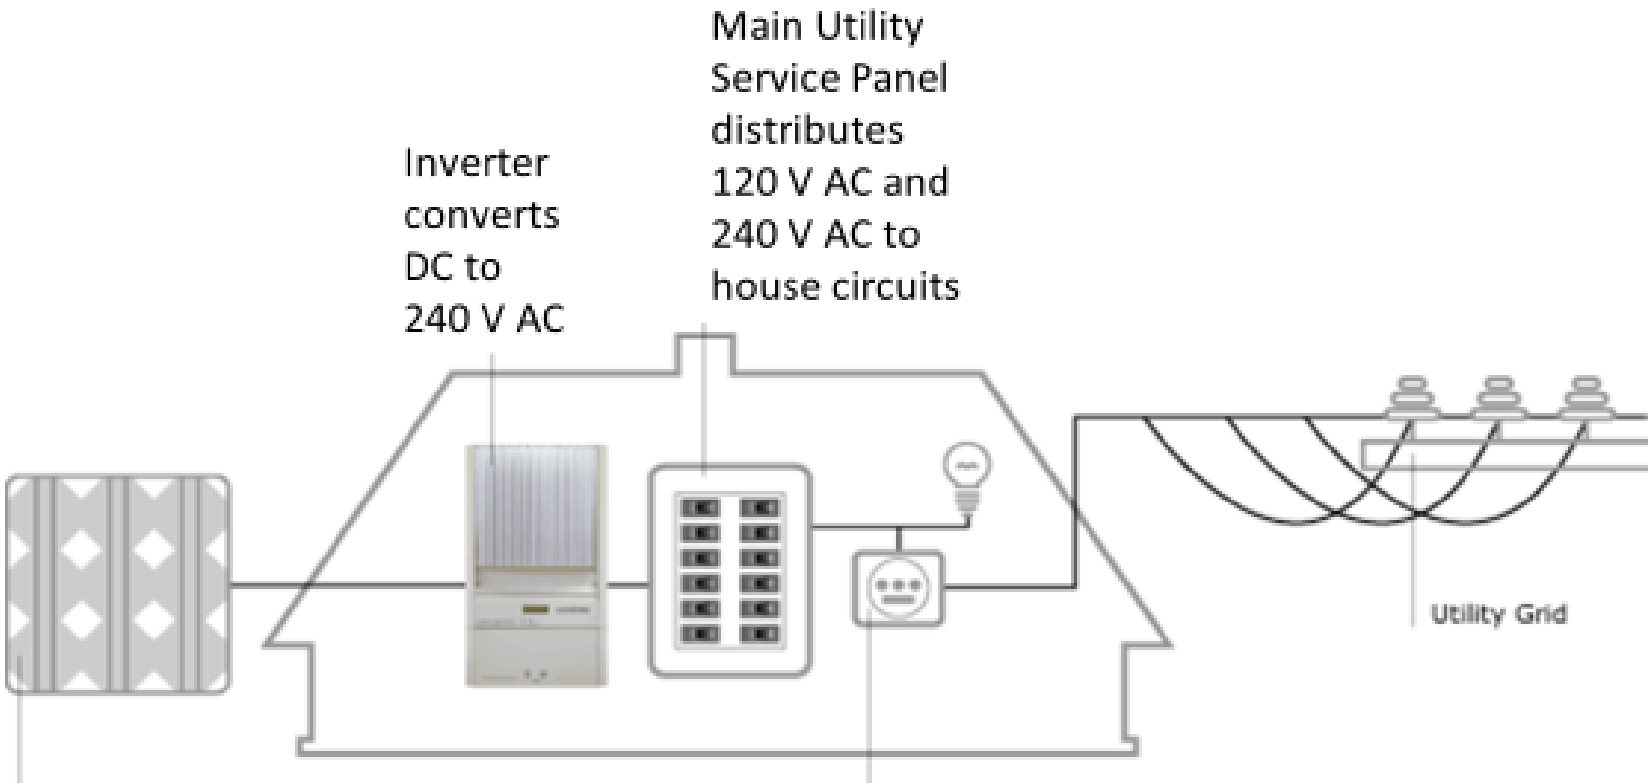 Main Utility
Service Panel
distributes
120 V AC and
240 V AC to
house circuits
Inverter
converts
DC to
240 V AC
Utility Grid